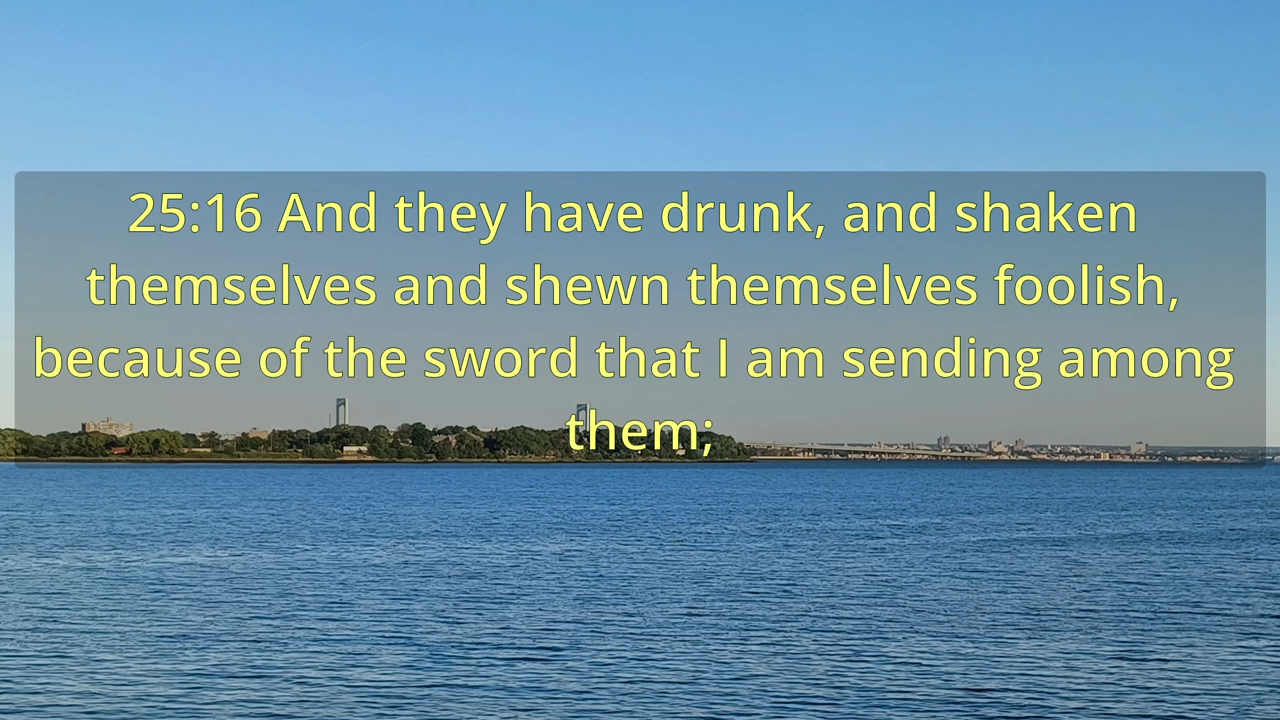 25:16 And they have drunk, and shaken
themselves and shewn themselves foolish,
because of the sword that I am sending among
them;